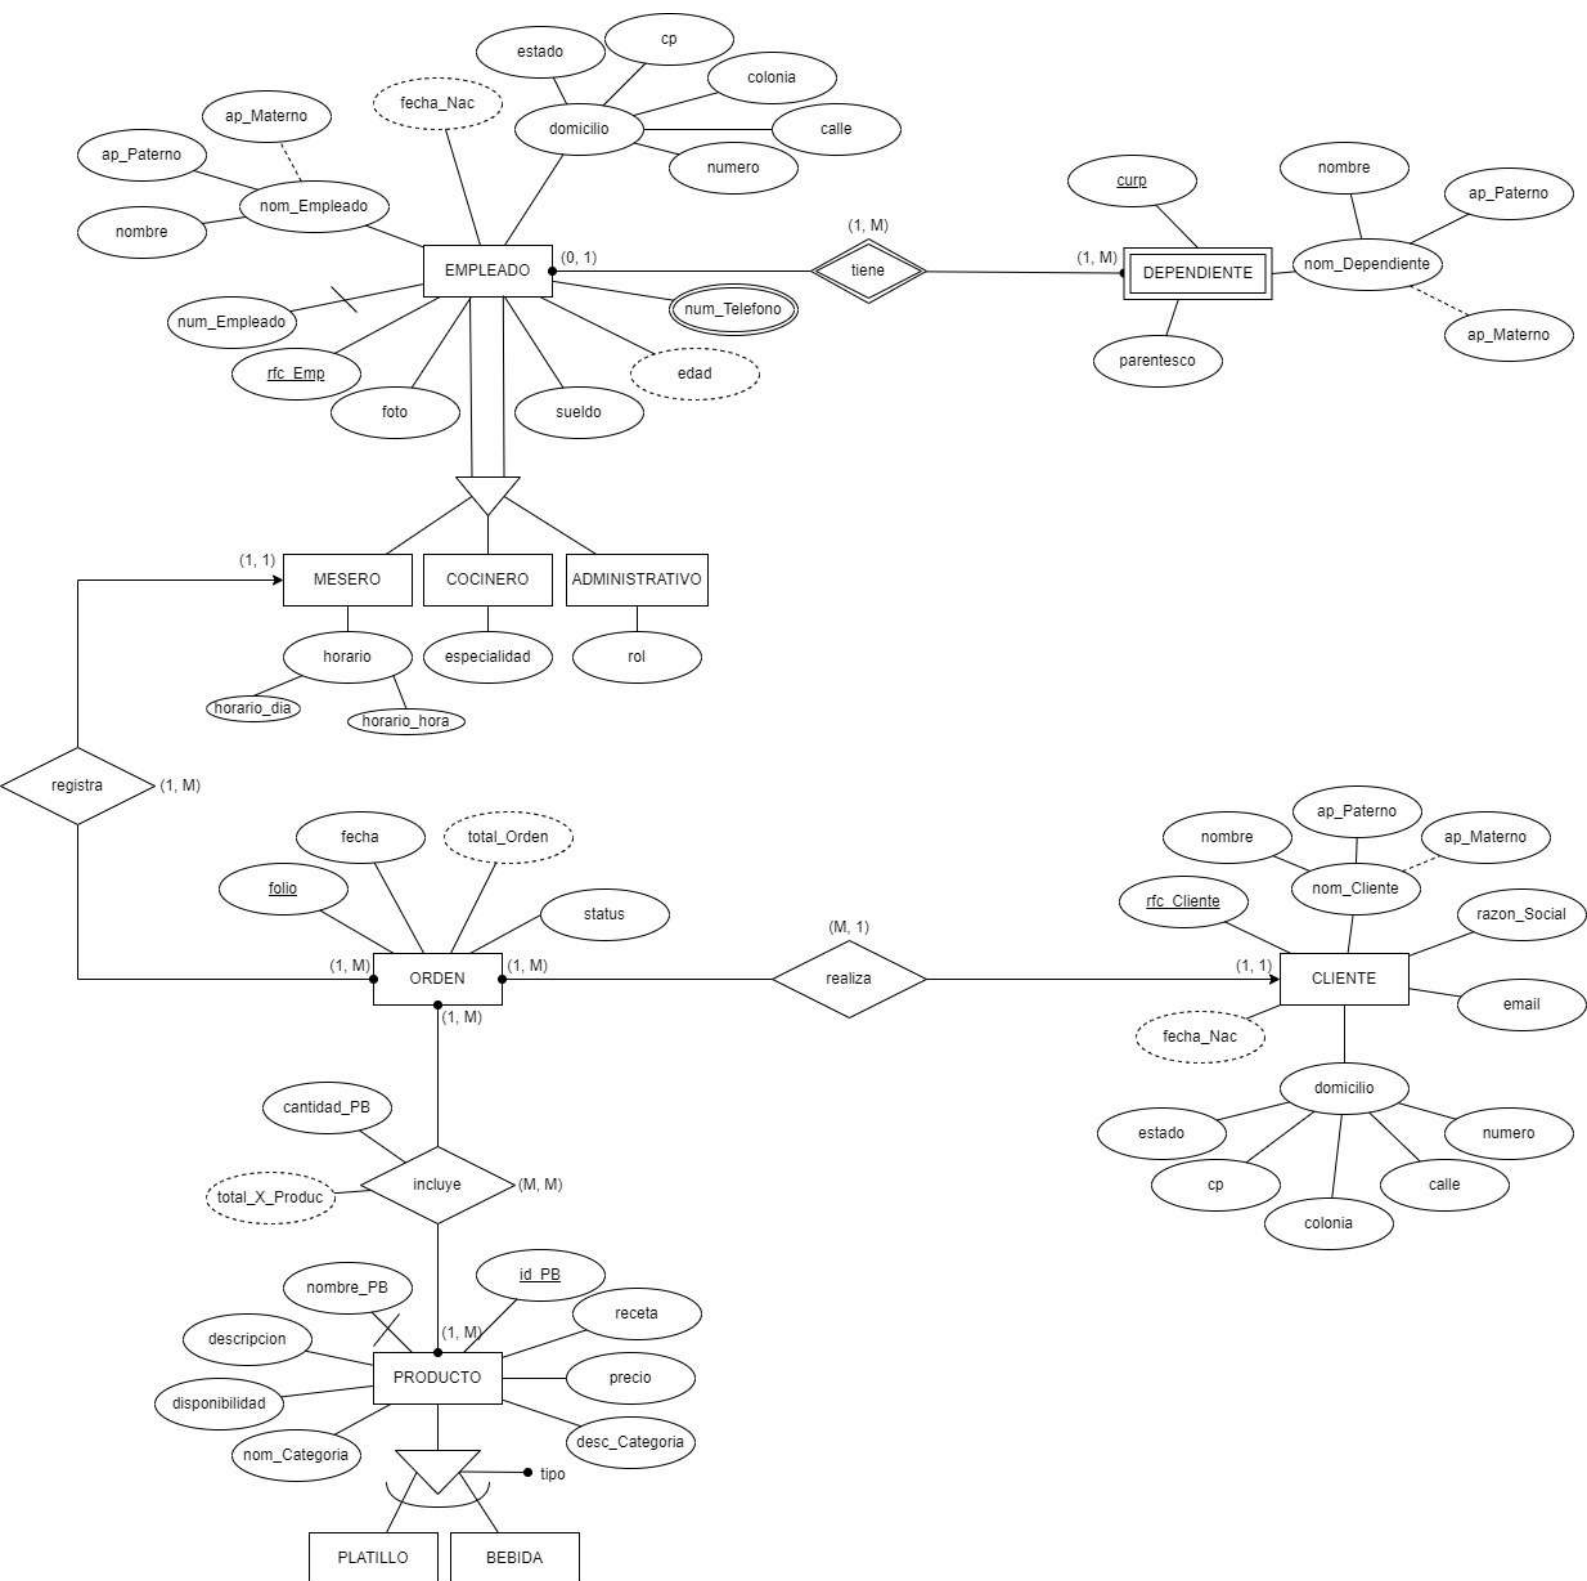 estado
cp
fecha_Nac
colonia
ap_Materno
domicilio
calle
ap_Paterno
numero
nom_Empleado
nombre
EMPLEADO
(0, 1)
(1, M)
tiene
(1, M)
DEPENDIENTE
curp
nombre
ap_Paterno
nom_Dependiente
ap_Materno
parentesco
num_Empleado
num_Telefono
rfc_Emp
edad
foto
sueldo
(1, 1)
MESERO
COCINERO
ADMINISTRATIVO
horario
especialidad
rol
horario_dia
horario_hora
registra
(1, M)
fecha
total_Orden
folio
status
(1, M)
ORDEN
(1, M)
(M, 1)
realiza
(1, 1)
CLIENTE
(1, M)
ap_Paterno
nombre
ap_Materno
nom_Cliente
rfc_Cliente
razon_Social
email
fecha_Nac
domicilio
estado
numero
cp
calle
colonia
cantidad_PB
incluye
(M, M)
total_X_Produc
nombre_PB
id_PB
receta
descripcion
(1, M)
PRODUCTO
precio
disponibilidad
nom_Categoria
desc_Categoria
tipo
PLATILLO
BEBIDA